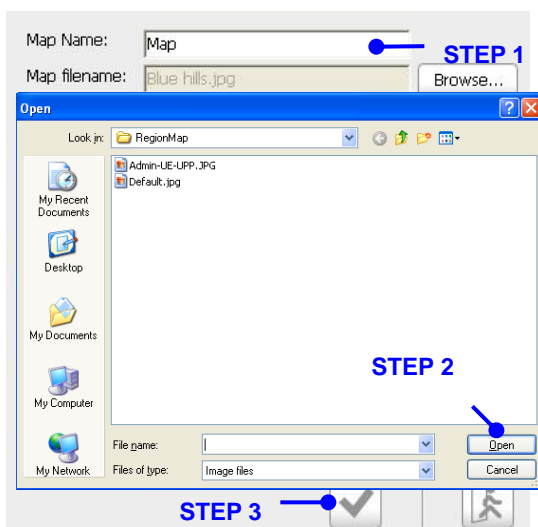 Map Name: Map
STEP 1
Map filename: Blue hills.jpg Browse...
Open
Look in: RegionMap
Admin-UE-UPP.JPG
Default.jpg
My Recent
Documents
Desktop
My Documents
My Computer
My Network
STEP 2
File name: Open
Files of type: Image files Cancel
STEP 3